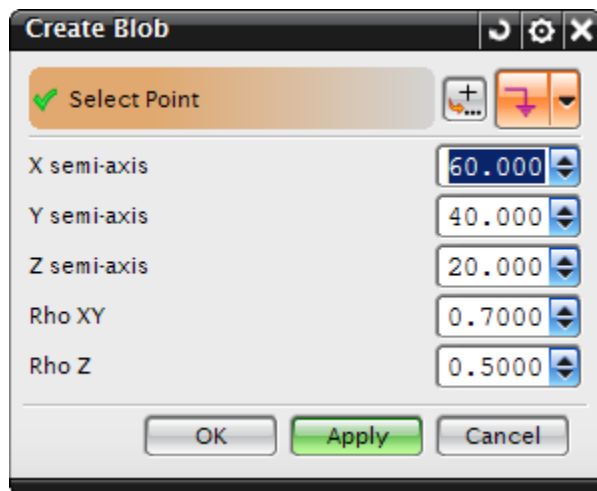 Create Blob
Select Point
X semi-axis 60.000
Y semi-axis 40.000
Z semi-axis 20.000
Rho XY 0.7000
Rho Z 0.5000
OK Apply Cancel